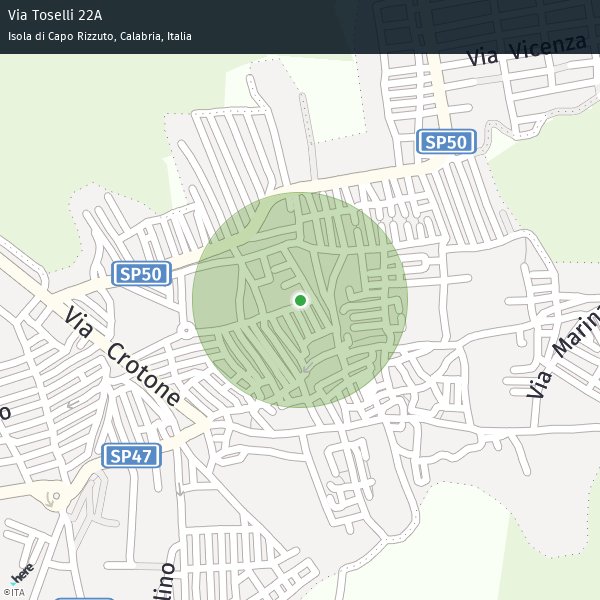 Via Toselli 22A
Isola di Capo Rizzuto, Calabria, Italia
Via Vicenza
SP50
SP50
Via Crotone
Via Marina
o
SP47
lino
here
©ITA